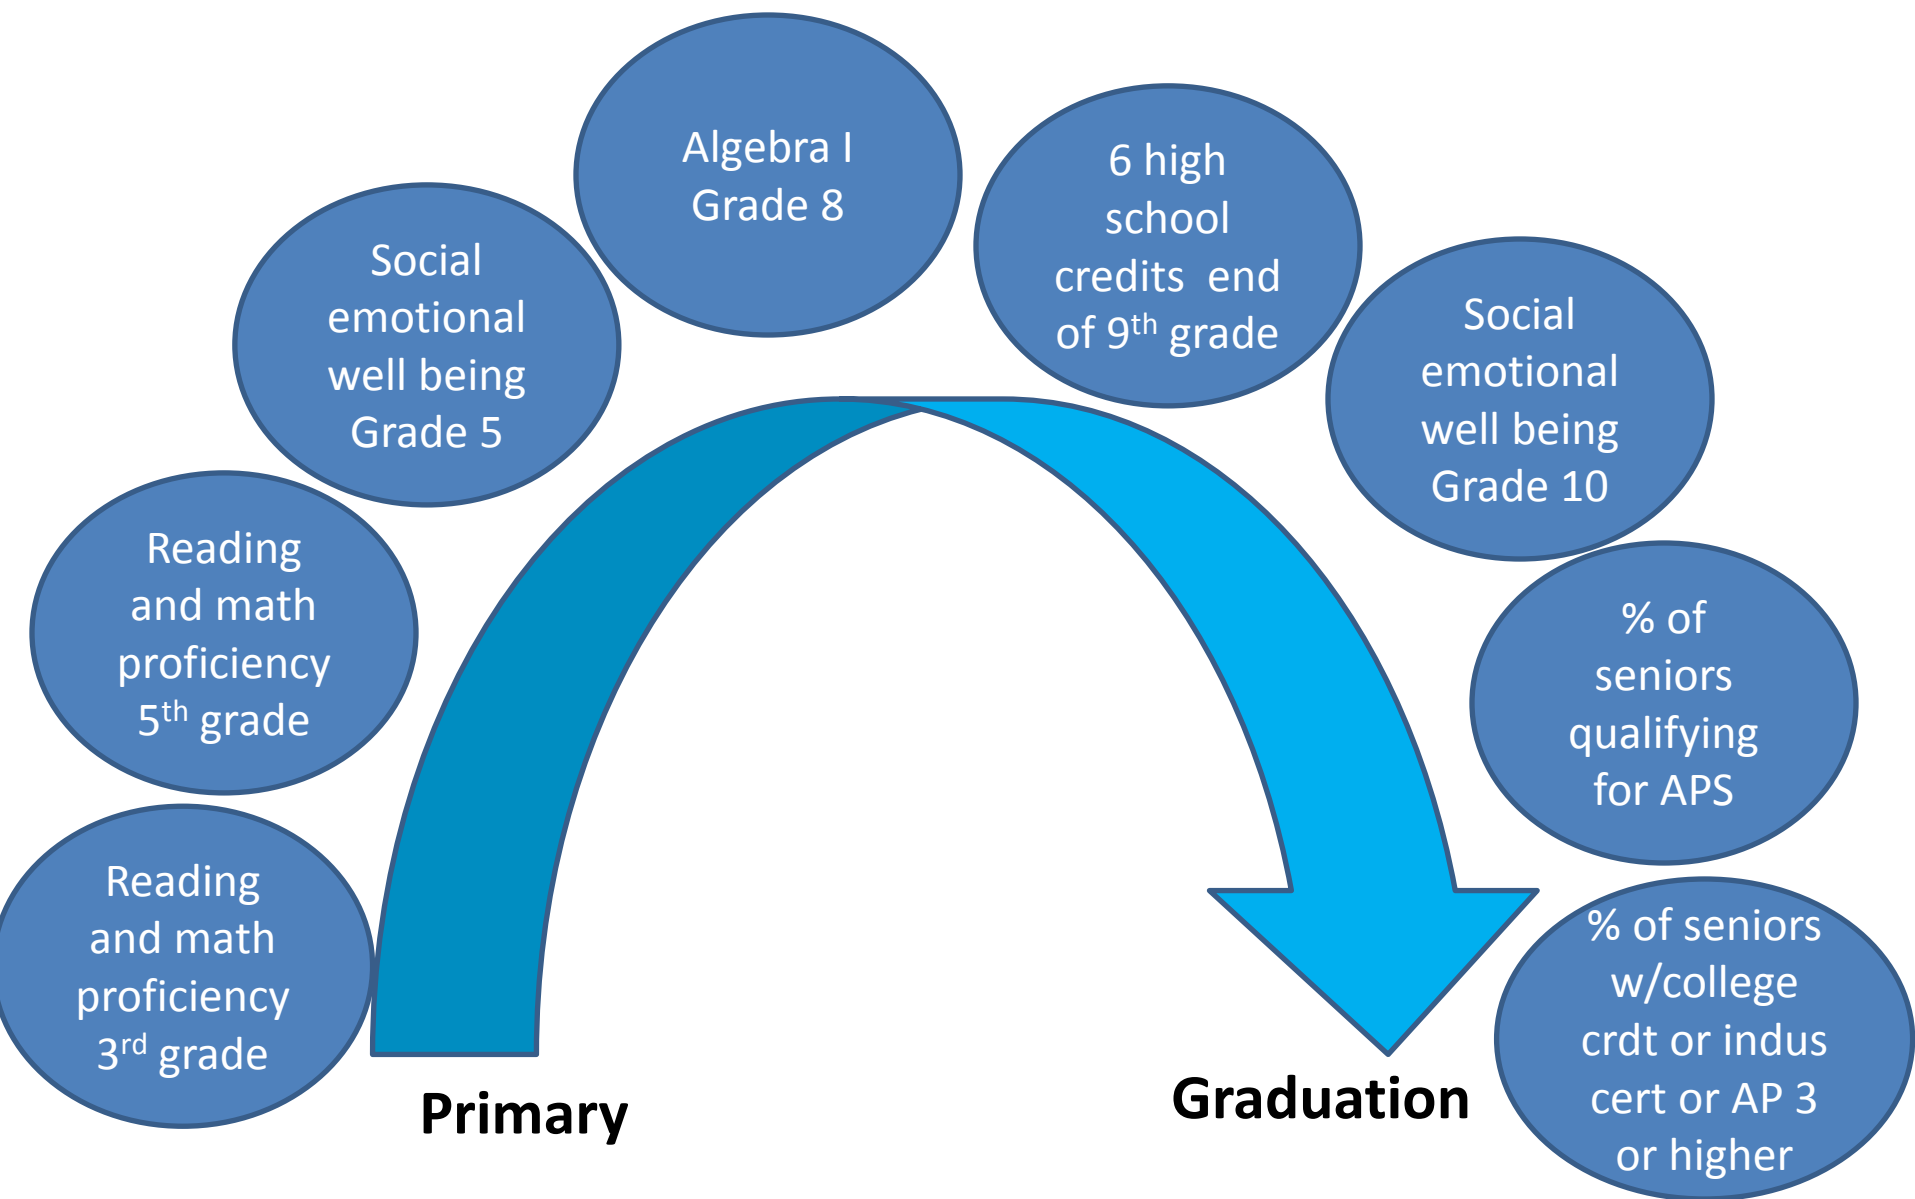 Reading
and math
proficiency
3rd grade
Reading
and math
proficiency
5th grade
Social
emotional
well being
Grade 5
Algebra I
Grade 8
6 high
school
credits  end
of 9th grade
Social
emotional
well being
Grade 10
% of
seniors
qualifying
for APS
% of seniors
w/college
crdt or indus
cert or AP 3
or higher
Primary
Graduation